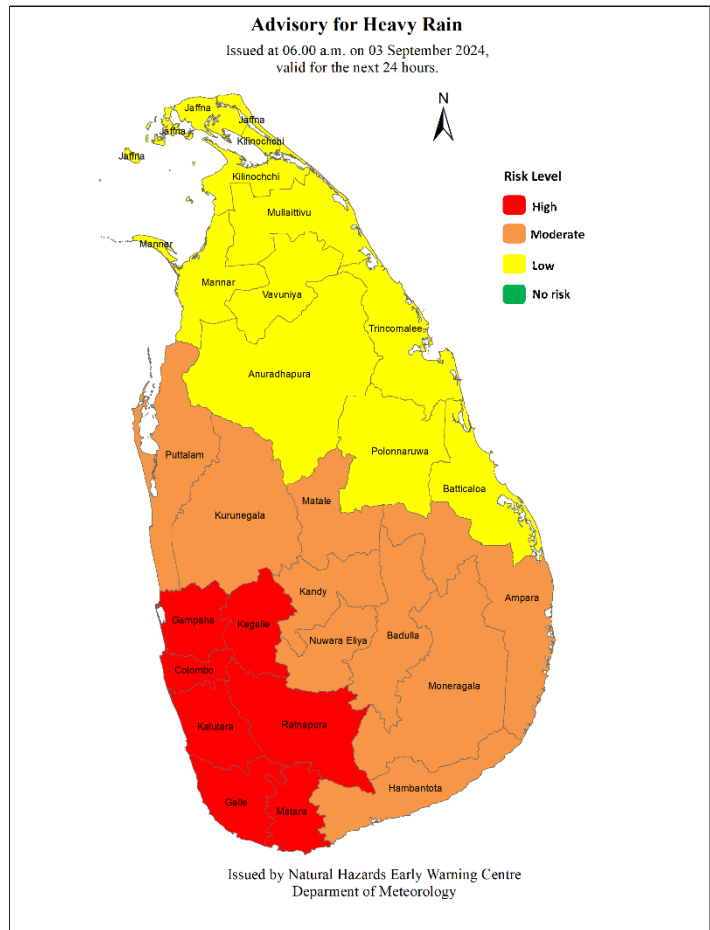 Advisory for Heavy Rain
Issued at 06.00 a.m. on 03 September 2024,
valid for the next 24 hours.
N
Risk Level
High
Moderate
Low
No risk
Jaffna
Jaffna
Jaffna
Kilinochchi
Jaffna
Kilinochchi
Mullaittivu
Mannar
Mannar
Vavuniya
Trincomalee
Anuradhapura
Polonnaruwa
Puttalam
Batticaloa
Matale
Kurunegala
Kandy
Ampara
Gampaha
Kegalle
Nuwara Eliya
Badulla
Colombo
Moneragala
Kalutara
Ratnapura
Hambantota
Galle
Matara
Issued by Natural Hazards Early Warning Centre
Deparment of Meteorology